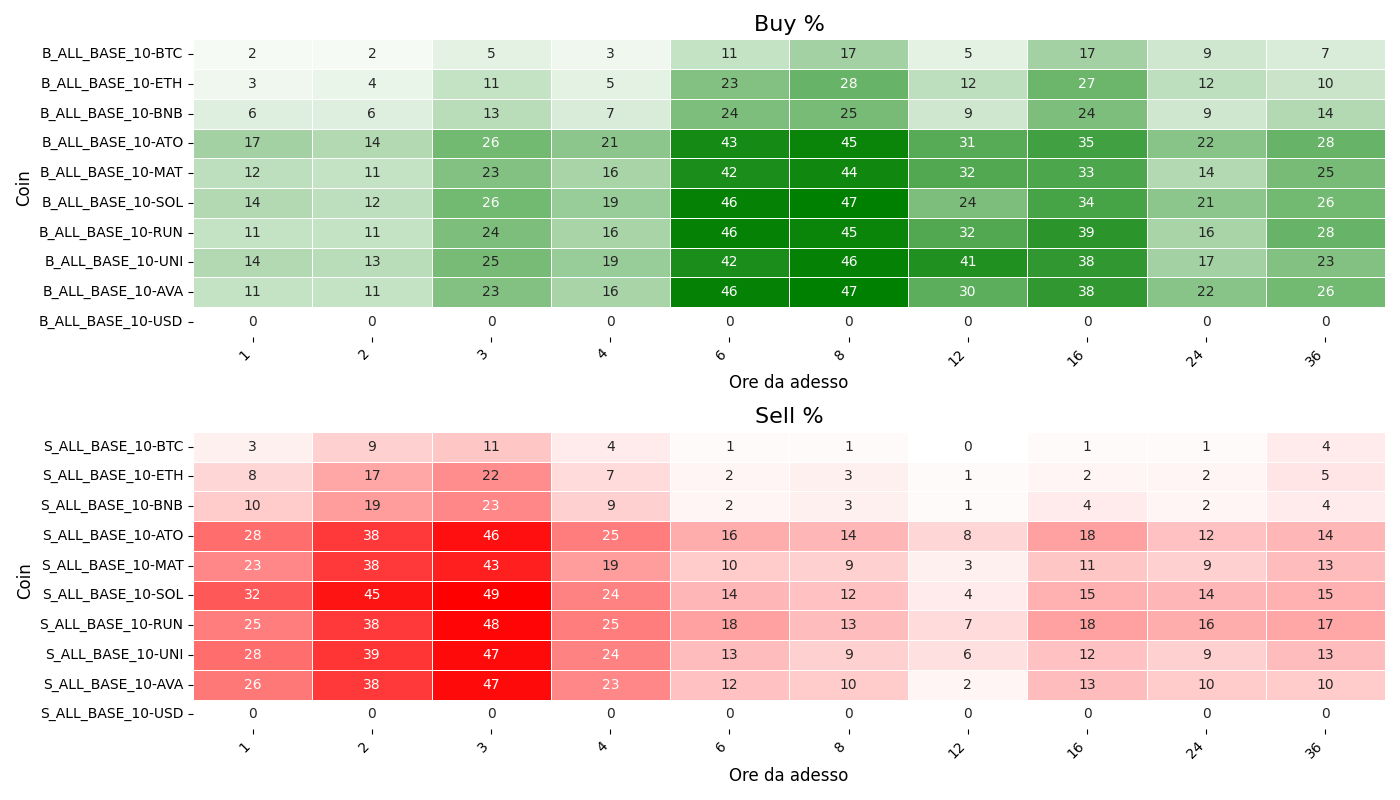 Buy %
Coin
B_ALL_BASE_10-BTC 2 2 5 3 11 17 5 17 9 7
B_ALL_BASE_10-ETH 3 4 11 5 23 28 12 27 12 10
B_ALL_BASE_10-BNB 6 6 13 7 24 25 9 24 9 14
B_ALL_BASE_10-ATO 17 14 26 21 43 45 31 35 22 28
B_ALL_BASE_10-MAT 12 11 23 16 42 44 32 33 14 25
B_ALL_BASE_10-SOL 14 12 26 19 46 47 24 34 21 26
B_ALL_BASE_10-RUN 11 11 24 16 46 45 32 39 16 28
B_ALL_BASE_10-UNI 14 13 25 19 42 46 41 38 17 23
B_ALL_BASE_10-AVA 11 11 23 16 46 47 30 38 22 26
B_ALL_BASE_10-USD 0 0 0 0 0 0 0 0 0 0
1 2 3 4 6 8 12 16 24 36
Ore da adesso
Sell %
Coin
S_ALL_BASE_10-BTC 3 9 11 4 1 1 0 1 1 4
S_ALL_BASE_10-ETH 8 17 22 7 2 3 1 2 2 5
S_ALL_BASE_10-BNB 10 19 23 9 2 3 1 4 2 4
S_ALL_BASE_10-ATO 28 38 46 25 16 14 8 18 12 14
S_ALL_BASE_10-MAT 23 38 43 19 10 9 3 11 9 13
S_ALL_BASE_10-SOL 32 45 49 24 14 12 4 15 14 15
S_ALL_BASE_10-RUN 25 38 48 25 18 13 7 18 16 17
S_ALL_BASE_10-UNI 28 39 47 24 13 9 6 12 9 13
S_ALL_BASE_10-AVA 26 38 47 23 12 10 2 13 10 10
S_ALL_BASE_10-USD 0 0 0 0 0 0 0 0 0 0
1 2 3 4 6 8 12 16 24 36
Ore da adesso